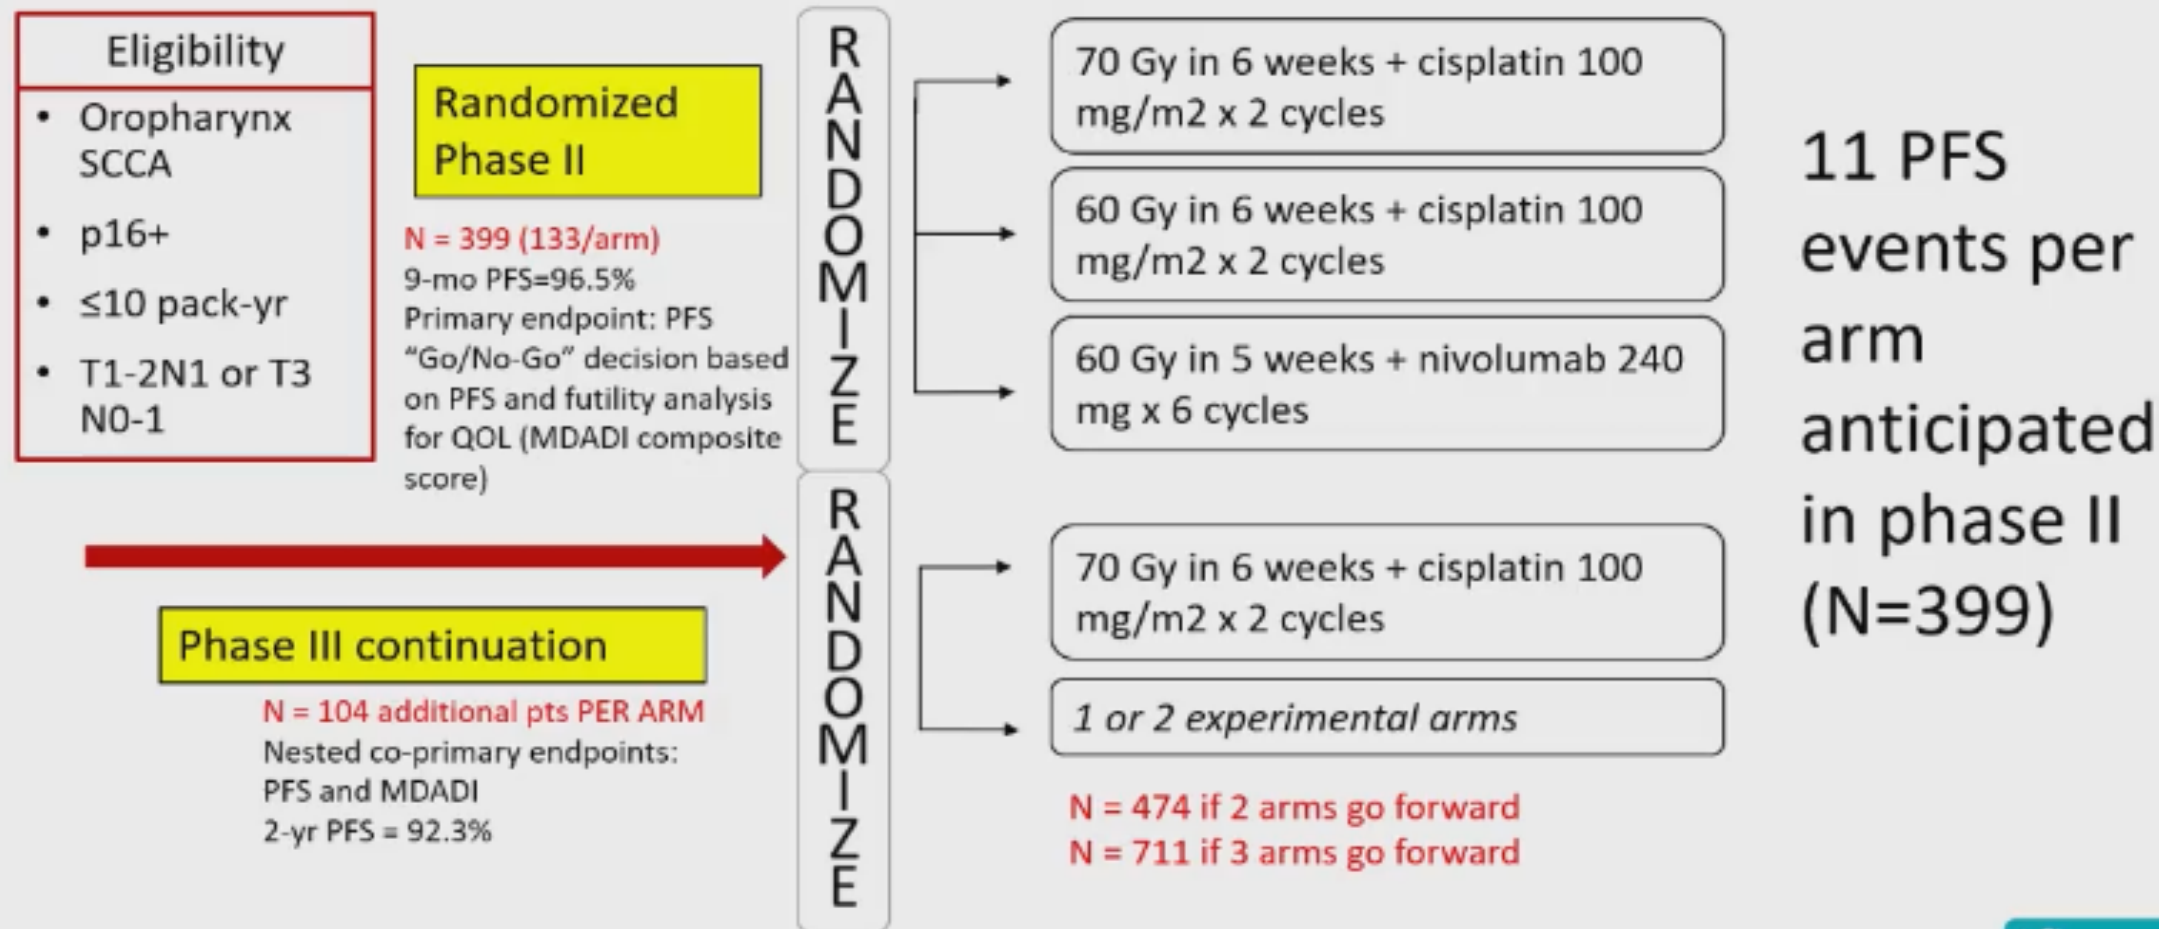 Eligibility
• Oropharynx
SCCA
• p16+
• ≤10 pack-yr
• T1-2N1 or T3
N0-1
Randomized
Phase II
N = 399 (133/arm)
9-mo PFS=96.5%
Primary endpoint: PFS
“Go/No-Go” decision based
on PFS and futility analysis
for QOL (MDADI composite
score)
RANDOMIZE
70 Gy in 6 weeks + cisplatin 100
mg/m2 x 2 cycles
60 Gy in 6 weeks + cisplatin 100
mg/m2 x 2 cycles
60 Gy in 5 weeks + nivolumab 240
mg x 6 cycles
Phase III continuation
N = 104 additional pts PER ARM
Nested co-primary endpoints:
PFS and MDADI
2-yr PFS = 92.3%
RANDOMIZE
70 Gy in 6 weeks + cisplatin 100
mg/m2 x 2 cycles
1 or 2 experimental arms
N = 474 if 2 arms go forward
N = 711 if 3 arms go forward
11 PFS
events per
arm
anticipated
in phase II
(N=399)